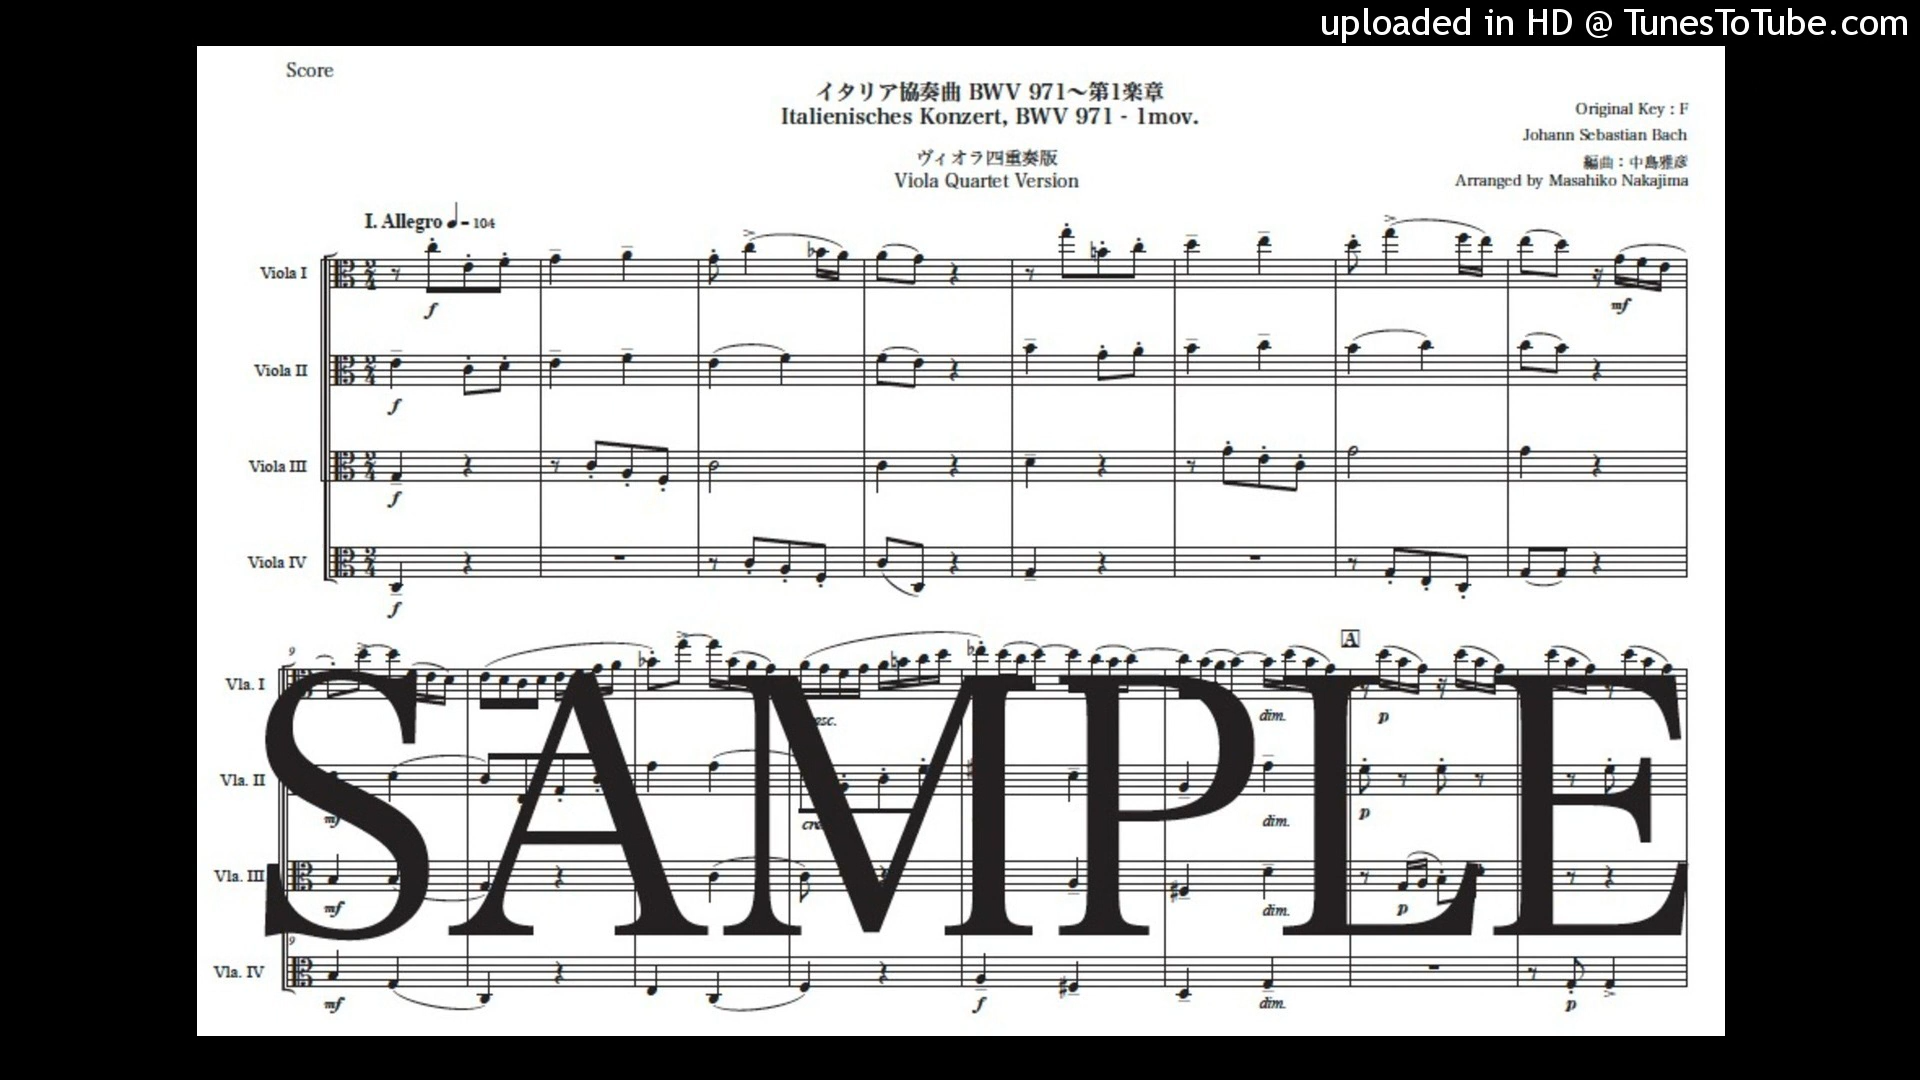 uploaded in HD @ TunesToTube.com
Score
イタリア協奏曲 BWV 971～第1楽章
Italienisches Konzert, BWV 971 - 1mov.
Original Key : F
Johann Sebastian Bach
ヴィオラ四重奏版
編曲：中島雅彦
Viola Quartet Version
Arranged by Masahiko Nakajima
I. Allegro ♩= 104
Viola I
f
mf
Viola II
f
Viola III
f
Viola IV
f
9
A
Vla. I
dim.
p
Vla. II
mf
dim.
p
Vla. III
mf
dim.
p
SAMPLE
9
Vla. IV
mf
f
dim.
p